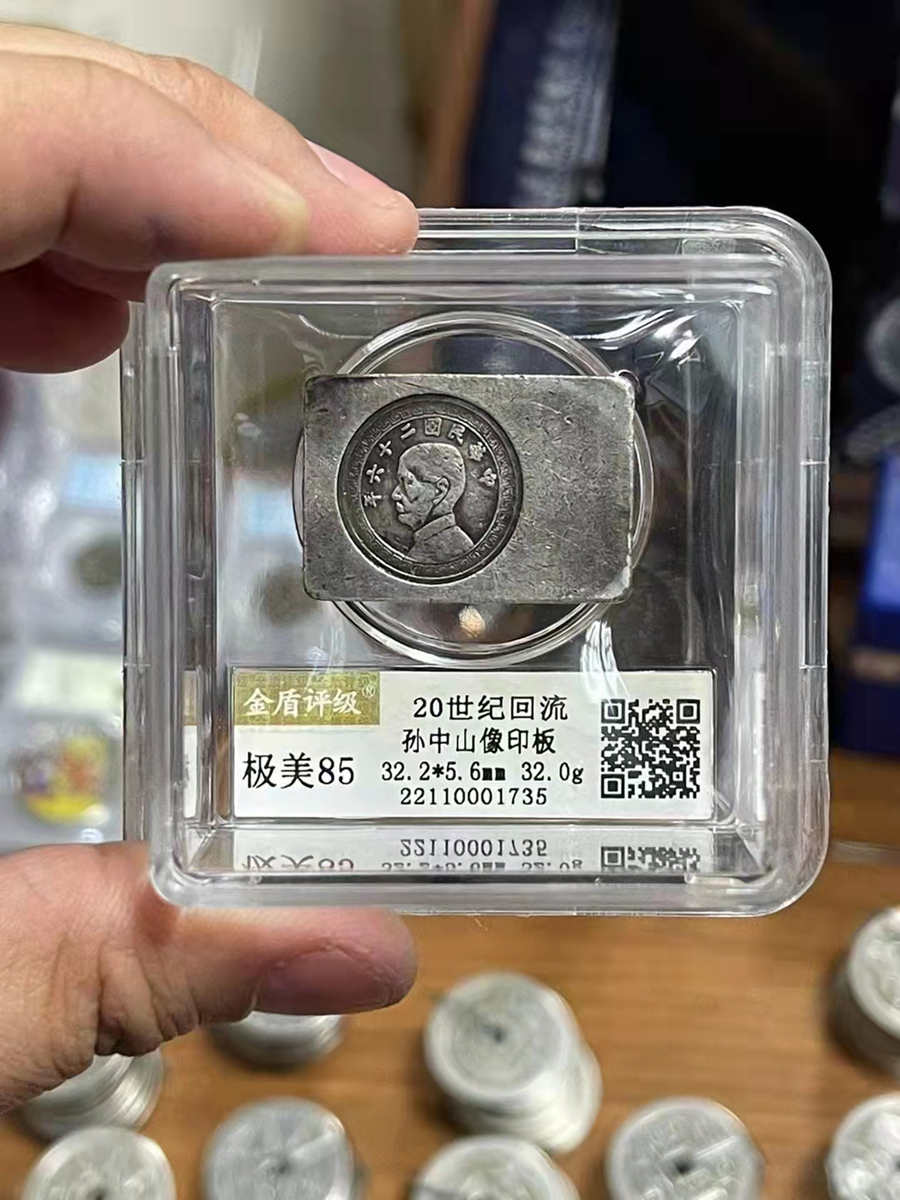 中華民國二十六年
金盾评级®
极美85
20世纪回流
孙中山像印板
32.2*5.6mm 32.0g
22110001735